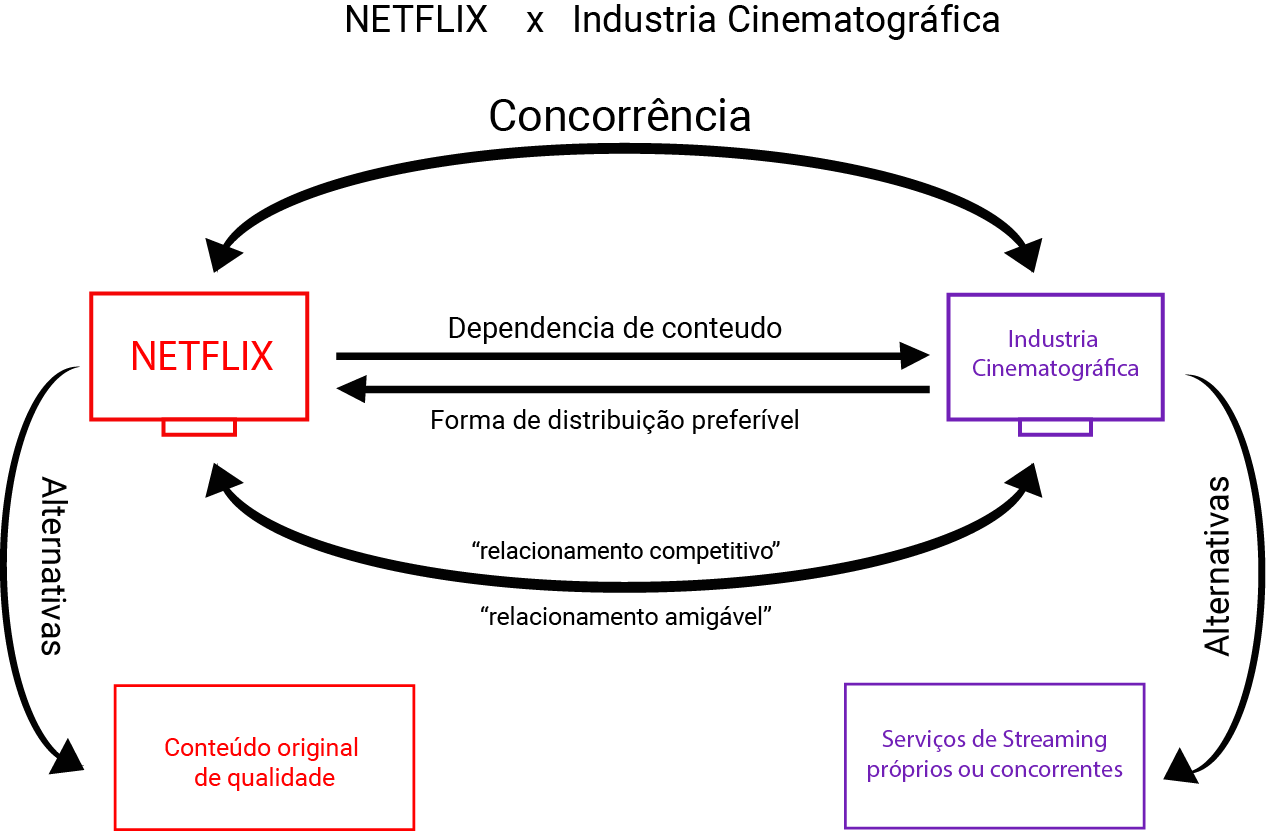 NETFLIX x Industria Cinematográfica
Concorrência
NETFLIX
Dependencia de conteudo
Forma de distribuição preferível
Industria
Cinematográfica
Alternativas
“relacionamento competitivo”
“relacionamento amigável”
Alternativas
Conteúdo original
de qualidade
Serviços de Streaming
próprios ou concorrentes